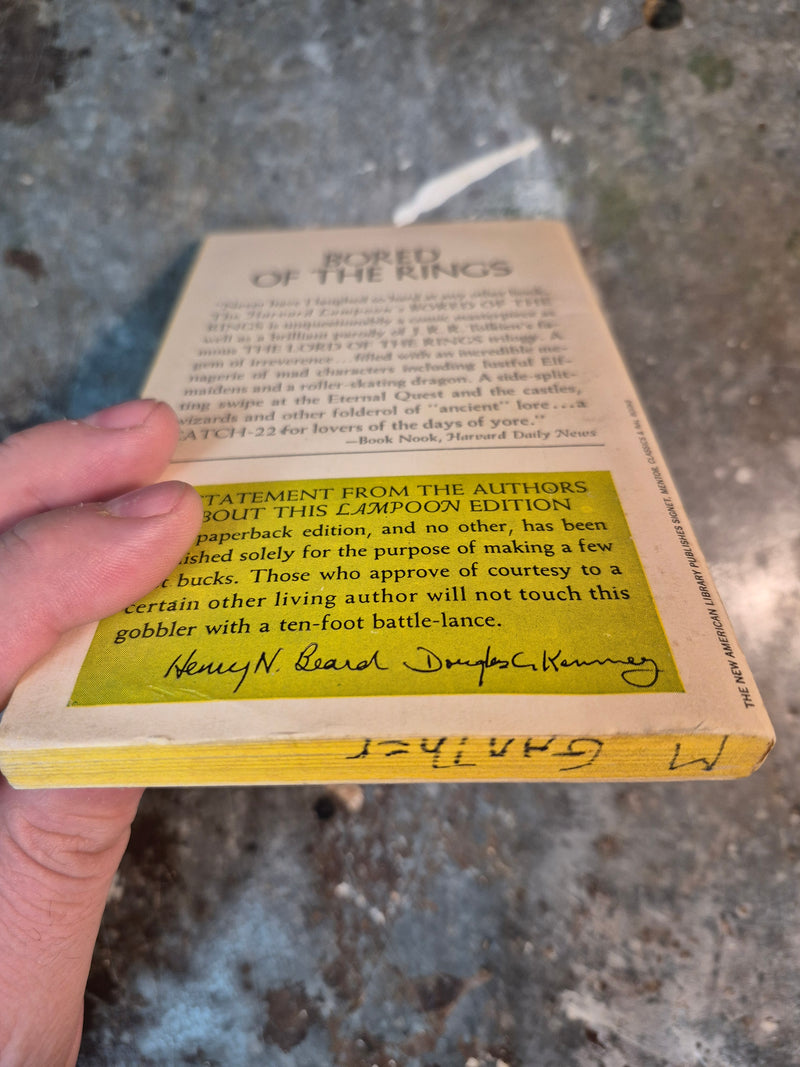 BORED
OF THE RINGS
have I laughed so long at any other book.
The Harvard Lampoon's BORED OF THE
RINGS is unquestionably a comic masterpiece as
well as a brilliant parody of J. R. R. Tolkien's fa-
mous THE LORD OF THE RINGS trilogy. A
gem of irreverence...filled with an incredible me-
nagerie of mad characters including lustful Elf-
maidens and a roller-skating dragon. A side-split-
ting swipe at the Eternal Quest and the castles,
wizards and other folderol of "ancient" lore...a
ATCH-22 for lovers of the days of yore."
—Book Nook, Harvard Daily News
TATEMENT FROM THE AUTHORS
BOUT THIS LAMPOON EDITION
paperback edition, and no other, has been
ished solely for the purpose of making a few
t bucks. Those who approve of courtesy to a
certain other living author will not touch this
gobbler with a ten-foot battle-lance.
Henry N. Beard Douglas C. Kenney
THE NEW AMERICAN LIBRARY PUBLISHES SIGNET, MENTOR, CLASSICS & NAL BOOKS
M GanTher